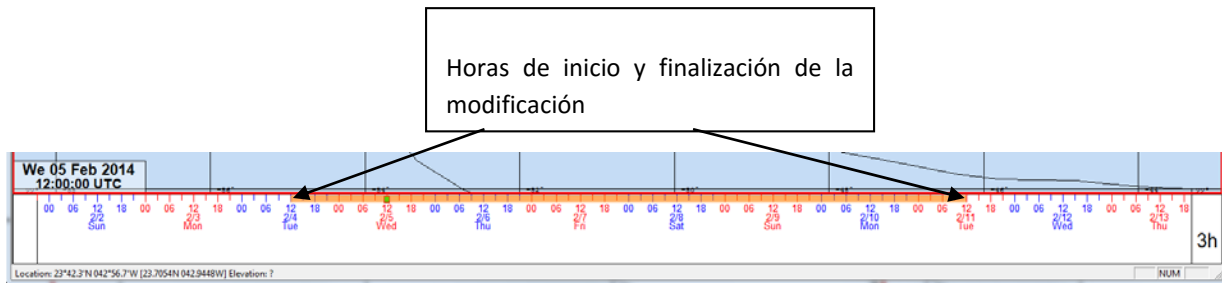 Horas de inicio y finalización de la
modificación
We 05 Feb 2014
12:00:00 UTC
00 06 12 18 00 06 12 18 00 06 12 18 00 06 12 18 00 06 12 18 00 06 12 18 00 06 12 18 00 06 12 18 00 06 12 18 00 06 12 18 00 06 12 18 00 06 12 18
2/2 2/3 2/4 2/5 2/6 2/7 2/8 2/9 2/10 2/11 2/12 2/13
Sun Mon Tue Wed Thu Fri Sat Sun Mon Tue Wed Thu
3h
Location: 23°42.3'N 042°56.7'W [23.7054N 042.9448W] Elevation: ?
NUM